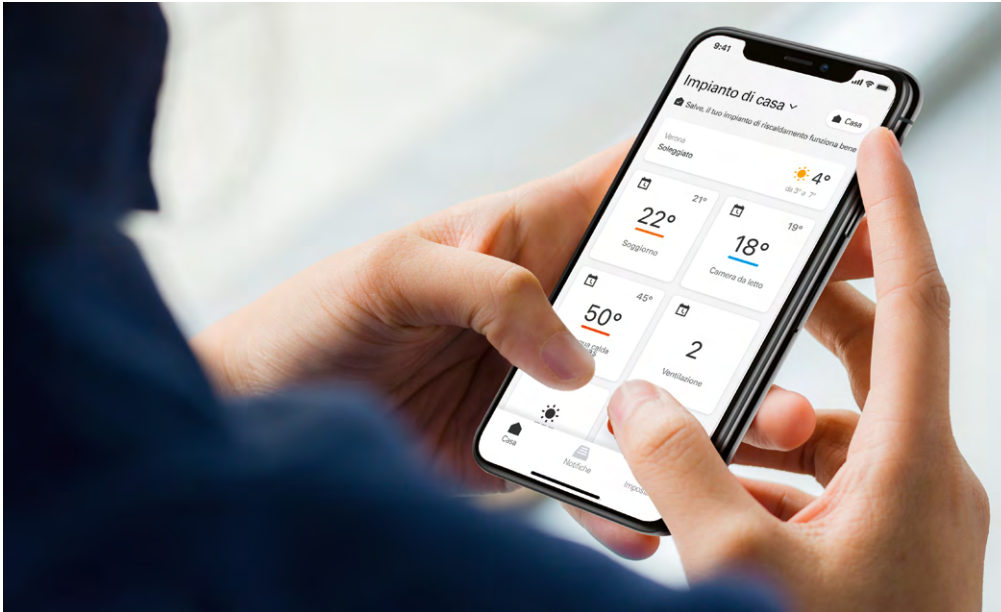 9:41
Impianto di casa
Casa
Salve, il tuo impianto di riscaldamento funziona bene
Verona
Soleggiato
4°
da 3° a 7°
21°
22°
Soggiorno
19°
18°
Camera da letto
45°
50°
calda
2
Ventilazione
Casa
Notifiche